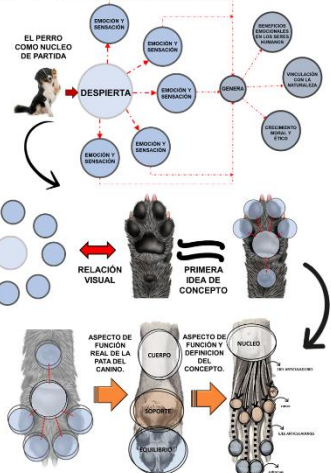 EL PERRO
COMO NUCLEO
DE PARTIDA
EMOCIÓN Y
SENSACIÓN
EMOCIÓN Y
SENSACIÓN
EMOCIÓN Y
SENSACIÓN
EMOCIÓN Y
SENSACIÓN
EMOCIÓN Y
SENSACIÓN
EMOCIÓN Y
SENSACIÓN
DESPIERTA
GENERA
BENEFICIOS
EMOCIONALES
EN LOS SERES
HUMANOS
VINCULACIÓN
CON LA
NATURALEZA
CRECIMIENTO
MORAL Y
ÉTICO
RELACIÓN
VISUAL
PRIMERA
IDEA DE
CONCEPTO
ASPECTO DE
FUNCIÓN
REAL DE LA
PATA DEL
CANINO.
CUERPO
SOPORTE
EQUILIBRIO
ASPECTO DE
FUNCIÓN Y
DEFINICION
DEL
CONCEPTO.
NUCLEO